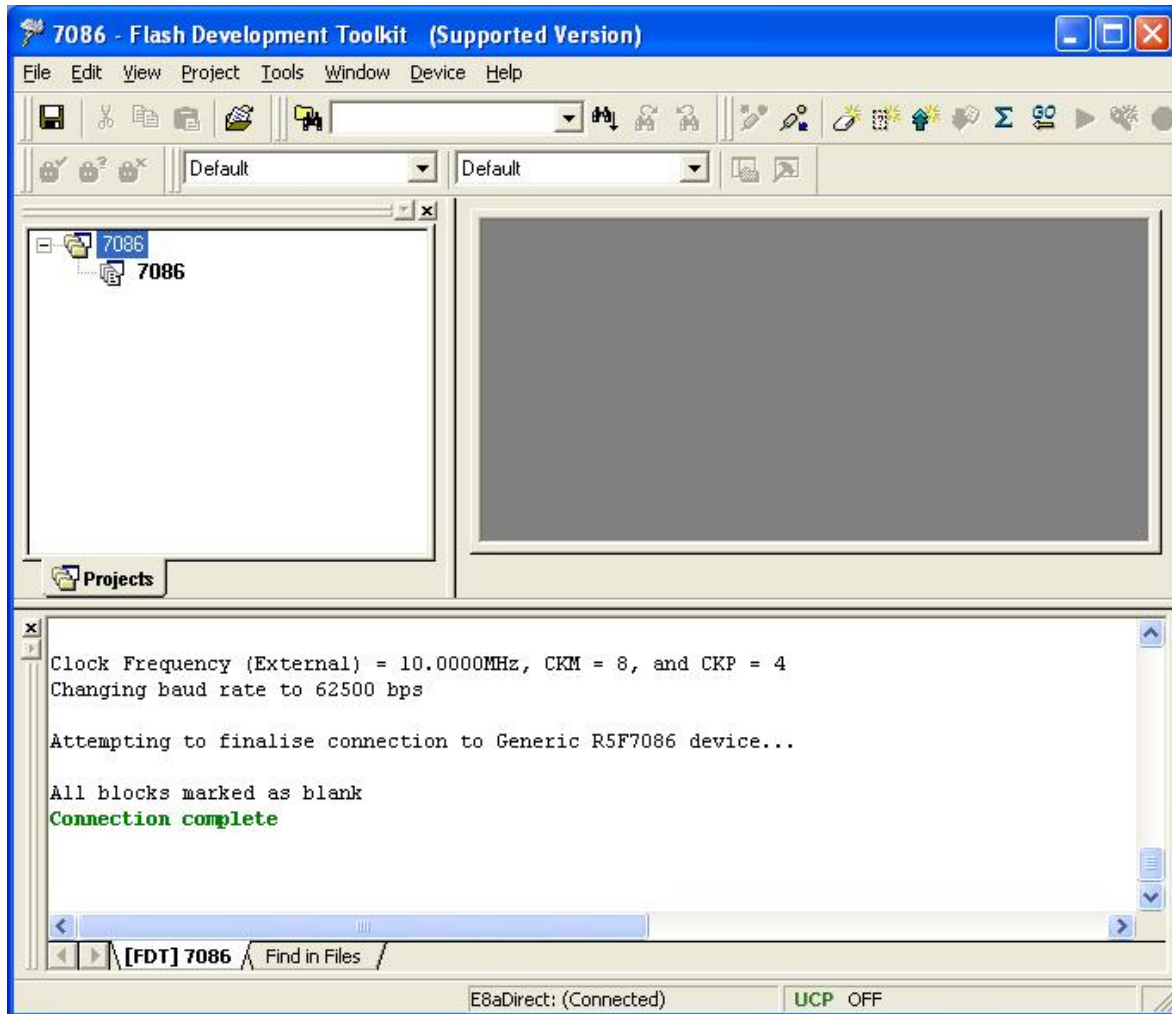 7086 - Flash Development Toolkit (Supported Version)
File Edit View Project Tools Window Device Help
GO
Default Default
7086
7086
Projects
Clock Frequency (External) = 10.0000MHz, CKM = 8, and CKP = 4
Changing baud rate to 62500 bps
Attempting to finalise connection to Generic R5F7086 device...
All blocks marked as blank
Connection complete
[FDT] 7086 Find in Files
E8aDirect: (Connected) UCP OFF